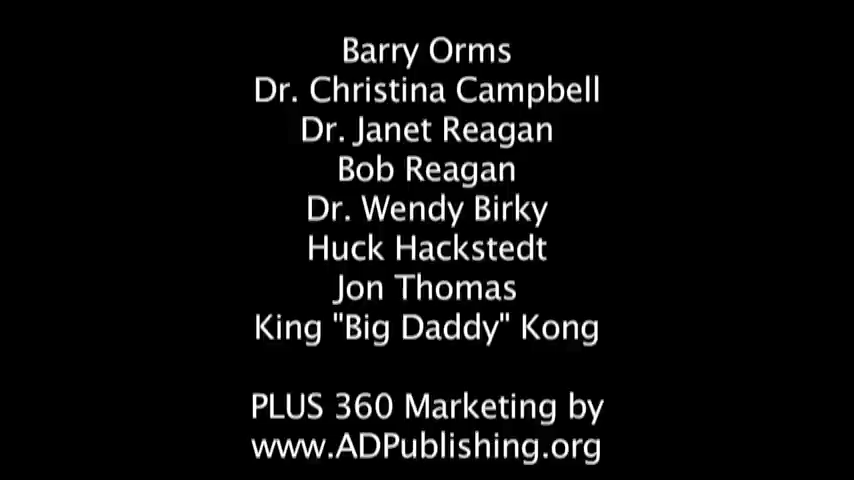 Barry Orms
Dr. Christina Campbell
Dr. Janet Reagan
Bob Reagan
Dr. Wendy Birky
Huck Hackstedt
Jon Thomas
King "Big Daddy" Kong
PLUS 360 Marketing by
www.ADPublishing.org